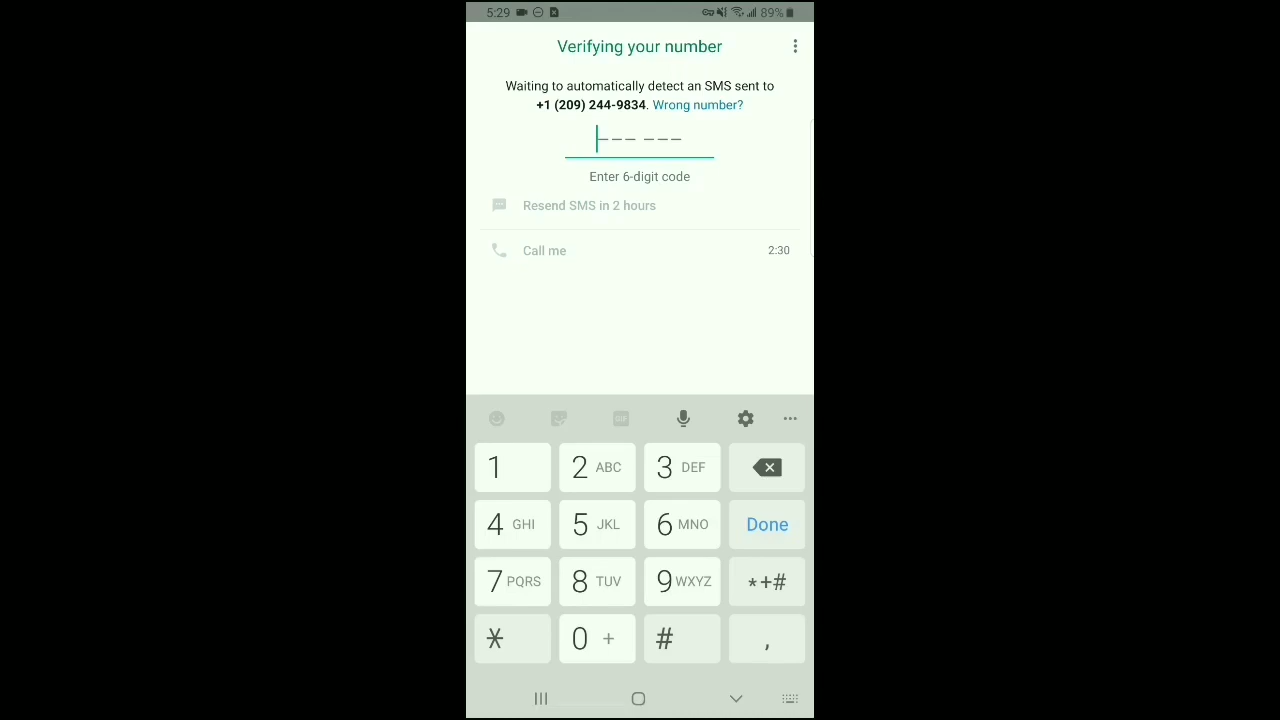 5:29 89%
Verifying your number
Waiting to automatically detect an SMS sent to
+1 (209) 244-9834. Wrong number?
Enter 6-digit code
Resend SMS in 2 hours
Call me 2:30
GIF
1 2 ABC 3 DEF
4 GHI 5 JKL 6 MNO Done
7 PQRS 8 TUV 9 WXYZ *+#
* 0 + # ,